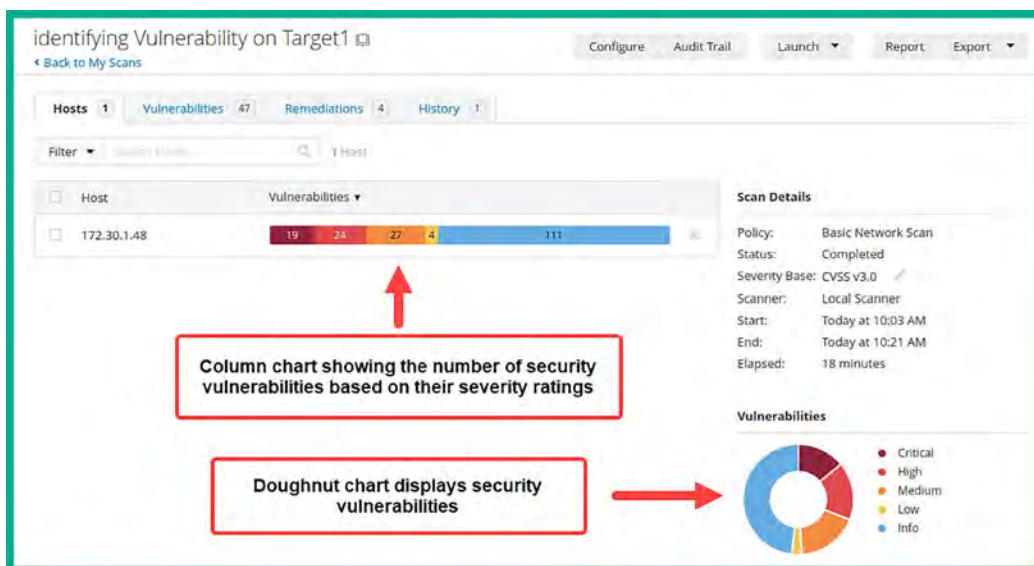 identifying Vulnerability on Target1
Configure Audit Trail Launch Report Export
Back to My Scans
Hosts 1 Vulnerabilities 47 Remediations 4 History 1
Filter 1 Host
Host Vulnerabilities
172.30.1.48 19 24 27 4 111
Column chart showing the number of security
vulnerabilities based on their severity ratings
Doughnut chart displays security
vulnerabilities
Scan Details
Policy: Basic Network Scan
Status: Completed
Severity Base: CVSS v3.0
Scanner: Local Scanner
Start: Today at 10:03 AM
End: Today at 10:21 AM
Elapsed: 18 minutes
Vulnerabilities
Critical
High
Medium
Low
Info